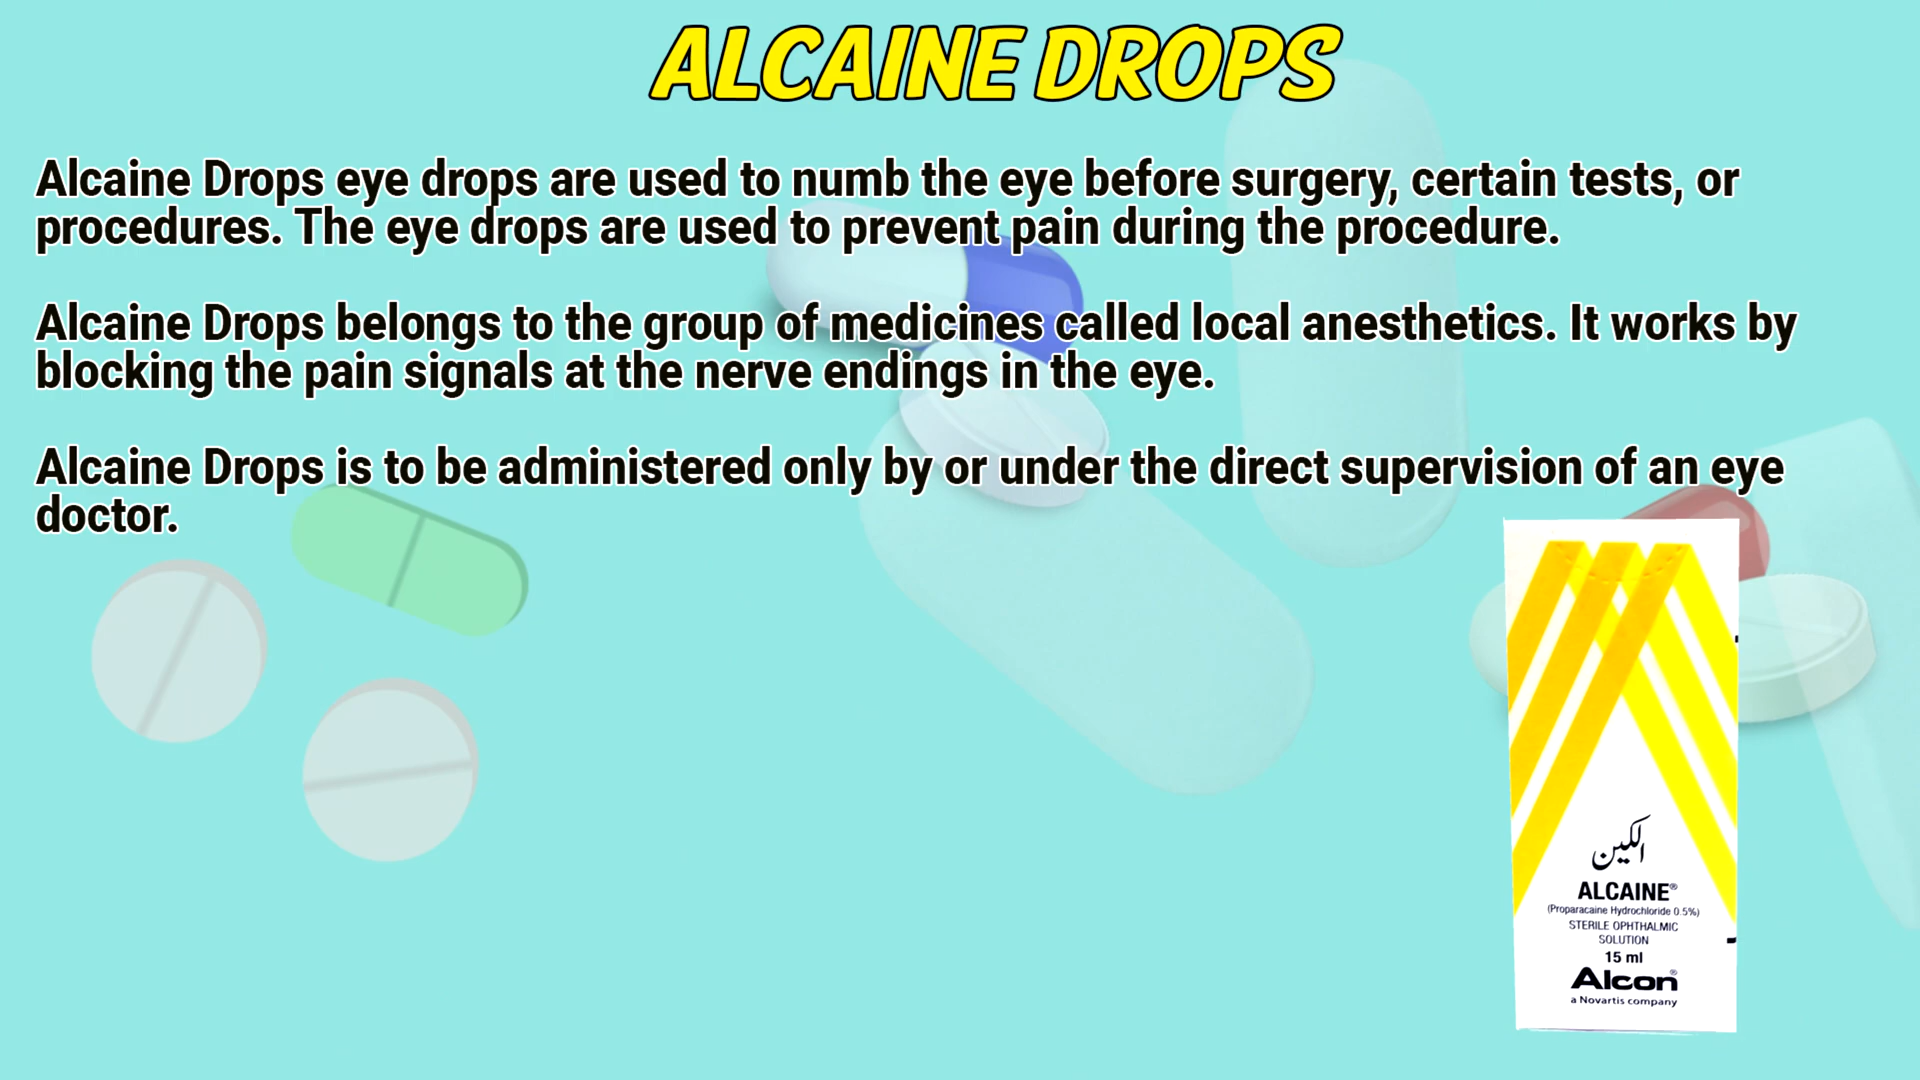 ALCAINE DROPS
Alcaine Drops eye drops are used to numb the eye before surgery, certain tests, or
procedures. The eye drops are used to prevent pain during the procedure.
Alcaine Drops belongs to the group of medicines called local anesthetics. It works by
blocking the pain signals at the nerve endings in the eye.
Alcaine Drops is to be administered only by or under the direct supervision of an eye
doctor.
الکین
ALCAINE®
(Proparacaine Hydrochloride 0.5%)
STERILE OPHTHALMIC
SOLUTION
15 ml
Alcon®
a Novartis company